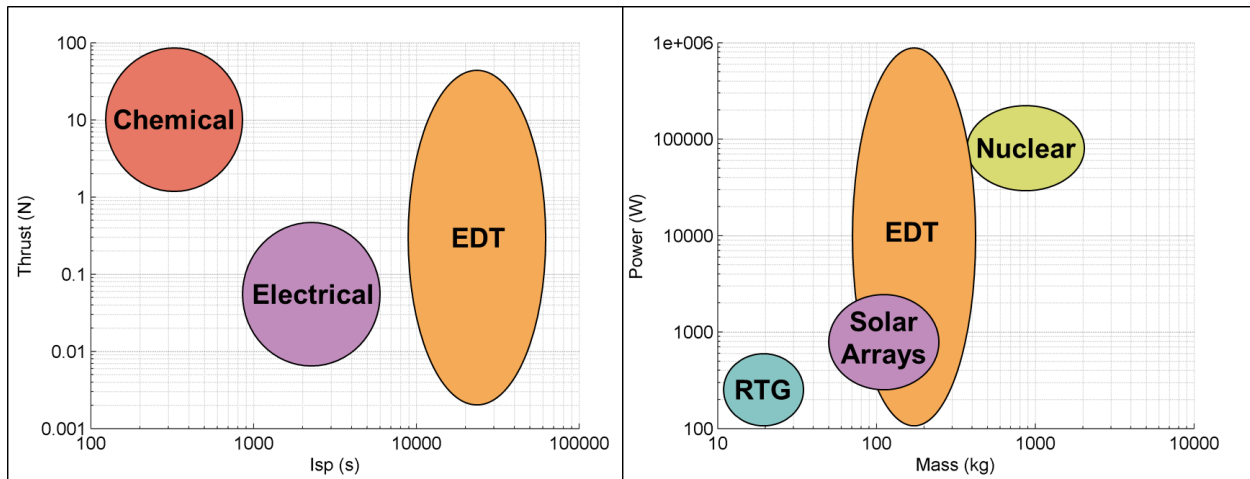 100
10
1
0.1
0.01
0.001
Thrust (N)
Chemical
Electrical
EDT
100
1000
10000
100000
Isp (s)
1e+006
100000
10000
1000
100
Power (W)
Nuclear
EDT
Solar
Arrays
RTG
10
100
1000
10000
Mass (kg)